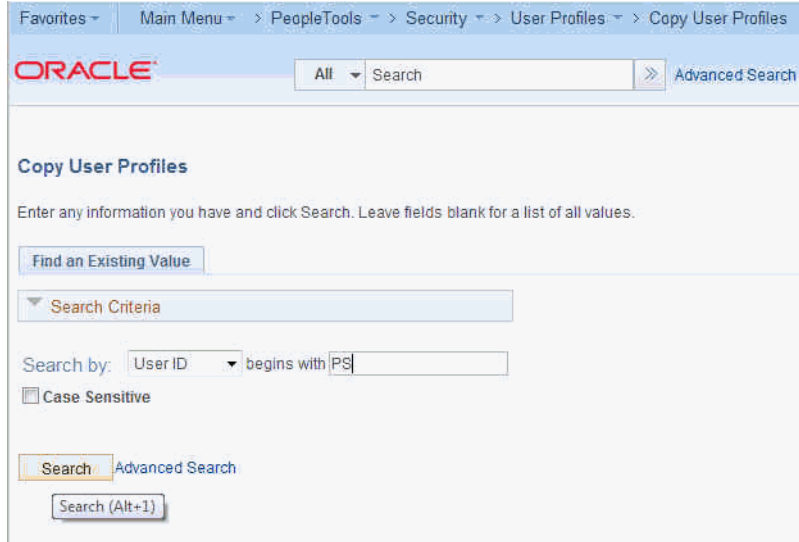 Favorites Main Menu > PeopleTools > Security > User Profiles > Copy User Profiles
ORACLE All Search Advanced Search
Copy User Profiles
Enter any information you have and click Search. Leave fields blank for a list of all values.
Find an Existing Value
Search Criteria
Search by: User ID begins with PS
Case Sensitive
Search Advanced Search
Search (Alt+1)